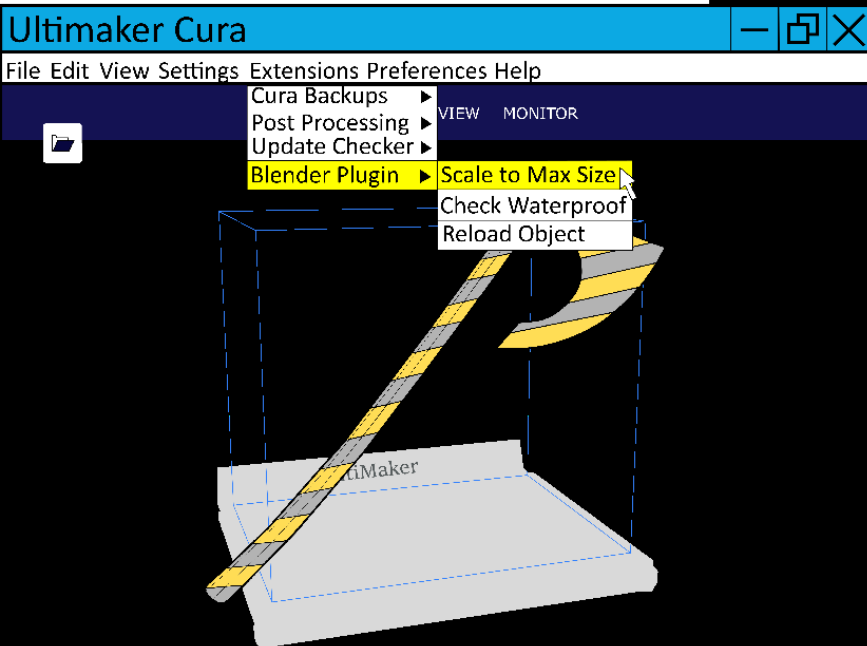 Ultimaker Cura
File Edit View Settings Extensions Preferences Help
Cura Backups
VIEW MONITOR
Post Processing
Update Checker
Blender Plugin
Scale to Max Size
Check Waterproof
Reload Object
tiMaker